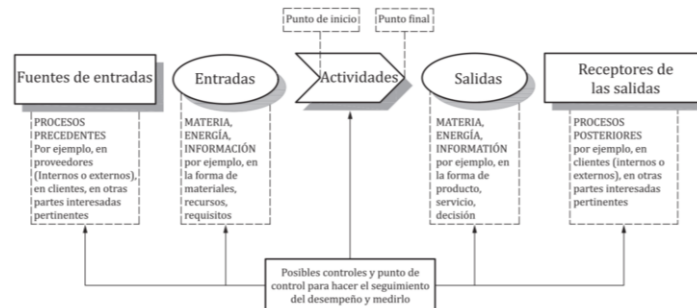 Punto de inicio
Punto final
Fuentes de entradas
Entradas
Actividades
Salidas
Receptores de
las salidas
PROCESOS
PRECEDENTES
Por ejemplo, en
proveedores
(Internos o externos),
en clientes, en otras
partes interesadas
pertinentes
MATERIA,
ENERGÍA,
INFORMACIÓN
por ejemplo, en
la forma de
materiales,
recursos,
requisitos
MATERIA,
ENERGÍA,
INFORMATIÓN
por ejemplo, en
la forma de
producto,
servicio,
decisión
PROCESOS
POSTERIORES
por ejemplo, en
clientes (internos o
externos), en otras
partes interesadas
pertinentes
Posibles controles y punto de
control para hacer el seguimiento
del desempeño y medirlo